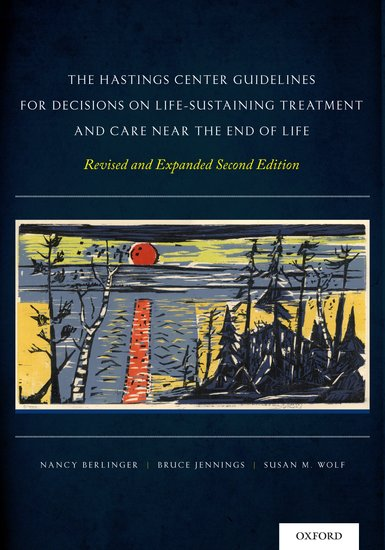 THE HASTINGS CENTER GUIDELINES
FOR DECISIONS ON LIFE-SUSTAINING TREATMENT
AND CARE NEAR THE END OF LIFE
Revised and Expanded Second Edition
NANCY BERLINGER | BRUCE JENNINGS | SUSAN M. WOLF
OXFORD